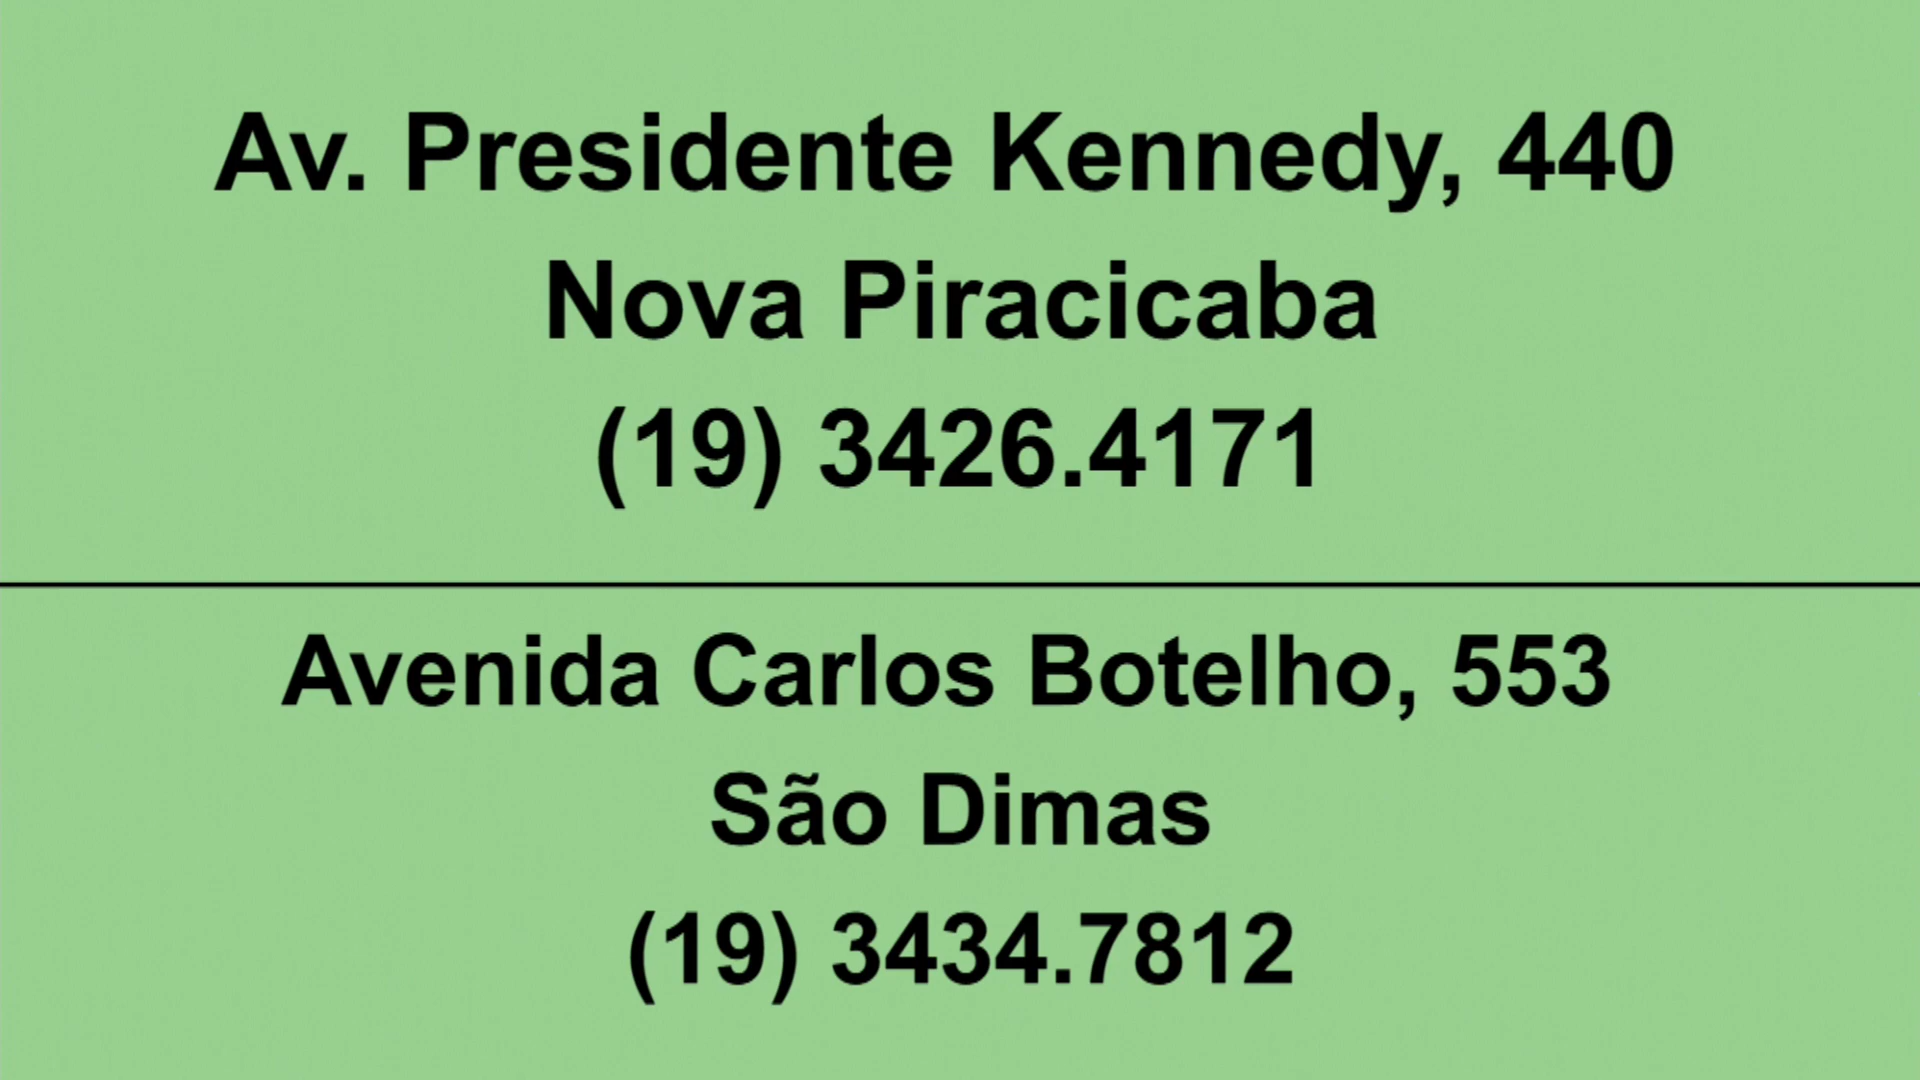 Av. Presidente Kennedy, 440
Nova Piracicaba
(19) 3426.4171
Avenida Carlos Botelho, 553
São Dimas
(19) 3434.7812